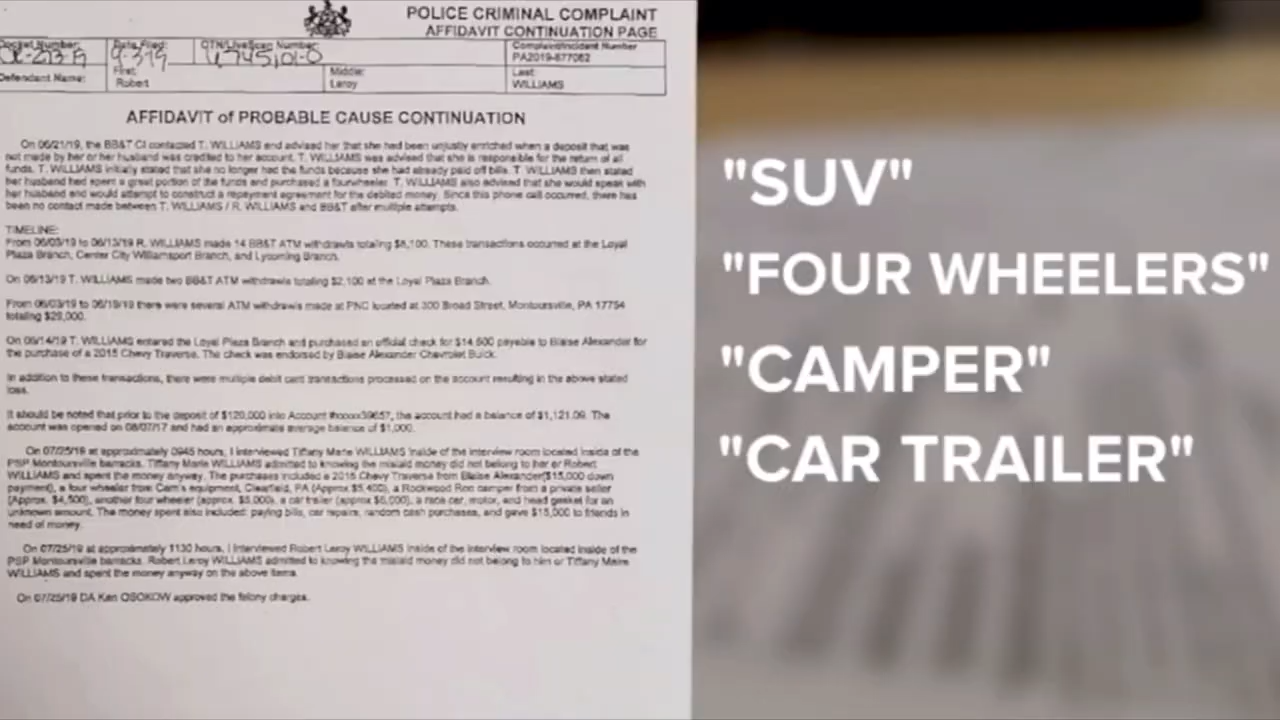 POLICE CRIMINAL COMPLAINT
AFFIDAVIT CONTINUATION PAGE
Docket Number:
Date Filed:
OTN/LiveScan Number:
Complaint/Incident Number
PA2019-877062
Defendant Name:
First:
Robert
Middle:
Leroy
Last:
WILLIAMS
AFFIDAVIT of PROBABLE CAUSE CONTINUATION
On 06/21/19, the BB&T CI contacted T. WILLIAMS and advised her that she had been unjustly enriched when a deposit that was
not made by her or her husband was credited to her account. T. WILLIAMS was advised that she is responsible for the return of all
funds. T. WILLIAMS initially stated that she no longer had the funds because she had already paid off bills. T. WILLIAMS then stated
her husband had spent a great portion of the funds and purchased a fourwheeler. T. WILLIAMS also advised that she would speak with
her husband and would attempt to construct a repayment agreement for the debited money. Since this phone call occurred, there has
been no contact made between T. WILLIAMS / R. WILLIAMS and BB&T after multiple attempts.
TIMELINE:
From 06/03/19 to 06/13/19 R. WILLIAMS made 14 BB&T ATM withdrawls totaling $8,100. These transactions occurred at the Loyal
Plaza Branch, Center City Williamsport Branch, and Lycoming Branch.
On 06/13/19 T. WILLIAMS made two BB&T ATM withdrawls totaling $2,100 at the Loyal Plaza Branch.
From 06/03/19 to 06/19/19 there were several ATM withdrawls made at PNC located at 300 Broad Street, Montoursville, PA 17754
totaling $29,000.
On 06/14/19 T. WILLIAMS entered the Loyal Plaza Branch and purchased an official check for $14,600 payable to Blaise Alexander for
the purchase of a 2015 Chevy Traverse. The check was endorsed by Blaise Alexander Chevrolet Buick.
In addition to these transactions, there were multiple debit card transactions processed on the account resulting in the above stated
loss.
It should be noted that prior to the deposit of $120,000 into Account #xxxxx39657, the account had a balance of $1,121.09. The
account was opened on 08/07/17 and had an approximate average balance of $1,000.
On 07/25/19 at approximately 0945 hours, I interviewed Tiffany Marie WILLIAMS inside of the interview room located inside of the
PSP Montoursville barracks. Tiffany Marie WILLIAMS admitted to knowing the mislaid money did not belong to her or Robert
WILLIAMS and spent the money anyway. The purchases included a 2015 Chevy Traverse from Blaise Alexander($15,000 down
payment), a four wheeler from Cam's equipment, Clearfield, PA (Approx $5,400), a Rockwood Roo camper from a private seller
(Approx. $4,500), another four wheeler (approx. $5,000), a car trailer (approx $6,000), a race car, motor, and head gasket for an
unknown amount. The money spent also included: paying bills, car repairs, random cash purchases, and gave $15,000 to friends in
need of money.
On 07/25/19 at approximately 1130 hours, I interviewed Robert Leroy WILLIAMS inside of the interview room located inside of the
PSP Montoursville barracks. Robert Leroy WILLIAMS admitted to knowing the mislaid money did not belong to him or Tiffany Maire
WILLIAMS and spent the money anyway on the above items.
On 07/25/19 DA Ken OSOKOW approved the felony charges.
"SUV"
"FOUR WHEELERS"
"CAMPER"
"CAR TRAILER"